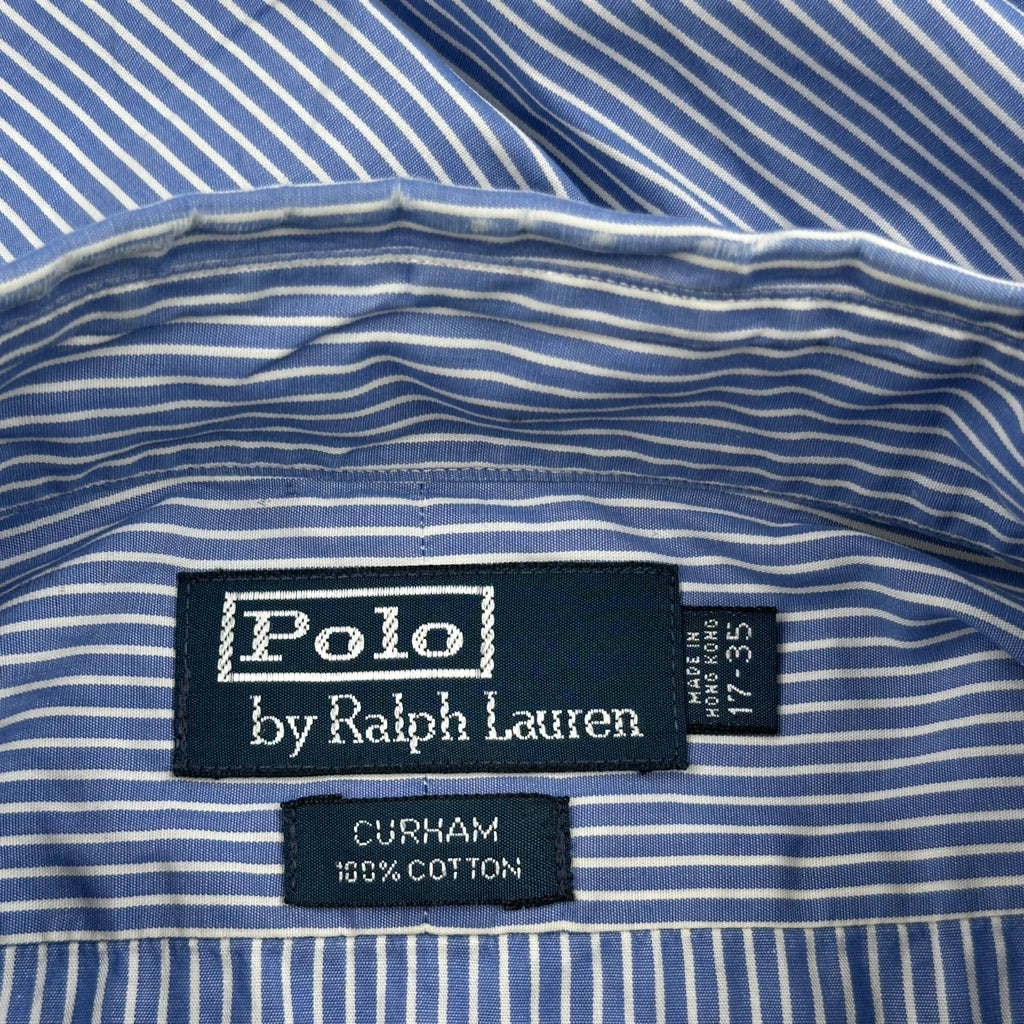 Polo
by Ralph Lauren
MADE IN
HONG KONG
17-35
CURHAM
100% COTTON